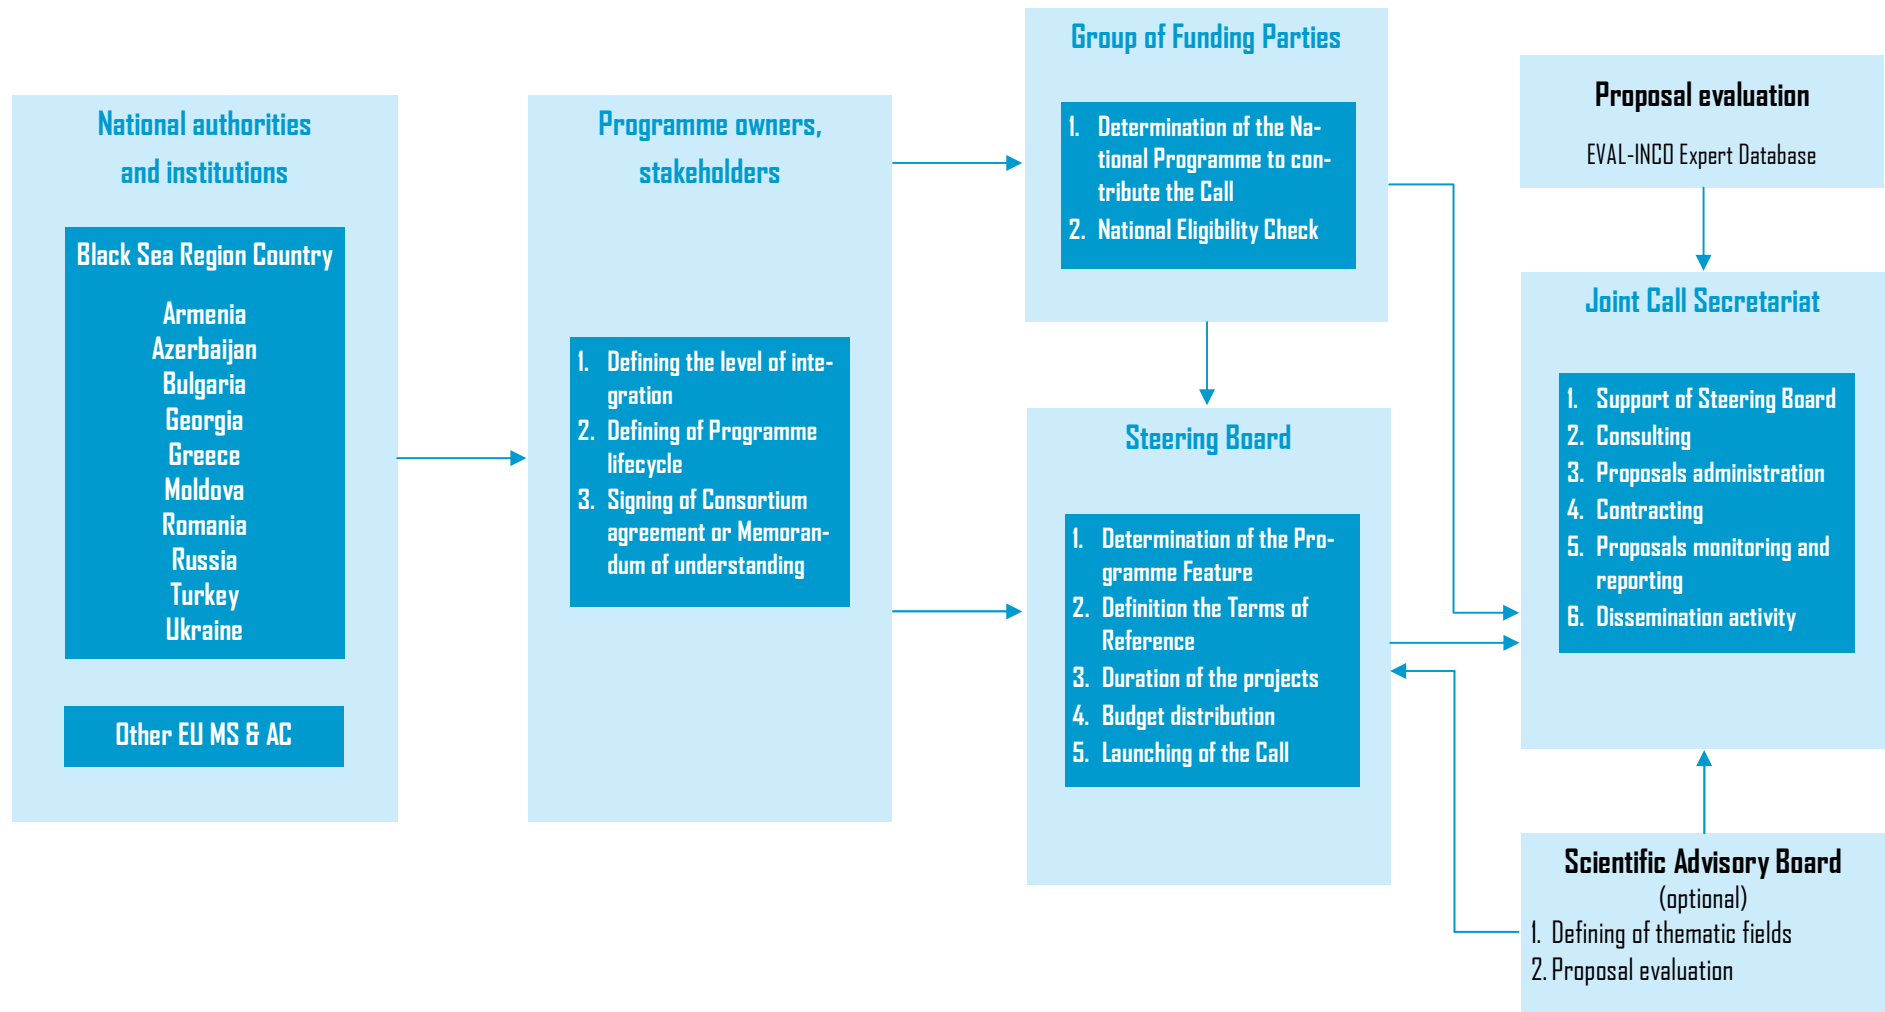 National authorities
and institutions
Black Sea Region Country
Armenia
Azerbaijan
Bulgaria
Georgia
Greece
Moldova
Romania
Russia
Turkey
Ukraine
Other EU MS & AC
Programme owners,
stakeholders
1. Defining the level of inte-
gration
2. Defining of Programme
lifecycle
3. Signing of Consortium
agreement or Memoran-
dum of understanding
Group of Funding Parties
1. Determination of the Na-
tional Programme to con-
tribute the Call
2. National Eligibility Check
Steering Board
1. Determination of the Pro-
gramme Feature
2. Definition the Terms of
Reference
3. Duration of the projects
4. Budget distribution
5. Launching of the Call
Proposal evaluation
EVAL-INCO Expert Database
Joint Call Secretariat
1. Support of Steering Board
2. Consulting
3. Proposals administration
4. Contracting
5. Proposals monitoring and
reporting
6. Dissemination activity
Scientific Advisory Board
(optional)
1. Defining of thematic fields
2. Proposal evaluation